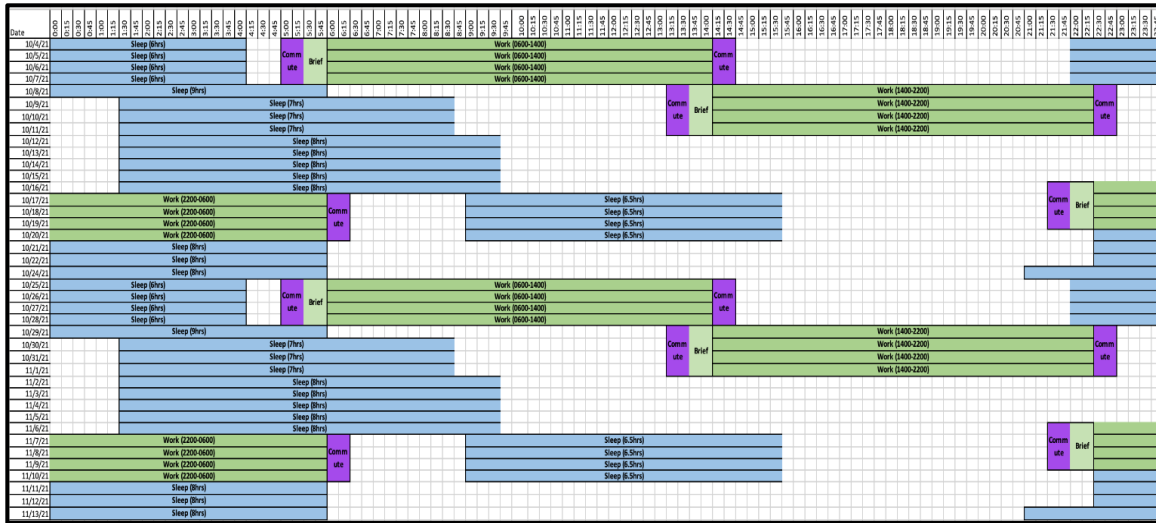 0:00 0:15 0:30 0:45 1:00 1:15 1:30 1:45 2:00 2:15 2:30 2:45 3:00 3:15 3:30 3:45 4:00 4:15 4:30 4:45 5:00 5:15 5:30 5:45 6:00 6:15 6:30 6:45 7:00 7:15 7:30 7:45 8:00 8:15 8:30 8:45 9:00 9:15 9:30 9:45 10:00 10:15 10:30 10:45 11:00 11:15 11:30 11:45 12:00 12:15 12:30 12:45 13:00 13:15 13:30 13:45 14:00 14:15 14:30 14:45 15:00 15:15 15:30 15:45 16:00 16:15 16:30 16:45 17:00 17:15 17:30 17:45 18:00 18:15 18:30 18:45 19:00 19:15 19:30 19:45 20:00 20:15 20:30 20:45 21:00 21:15 21:30 21:45 22:00 22:15 22:30 22:45 23:00 23:15 23:30
Date
10/4/21 Sleep (6hrs) Work (0600-1400)
10/5/21 Sleep (6hrs) Comm Brief Work (0600-1400) Comm
10/6/21 Sleep (6hrs) ute Work (0600-1400) ute
10/7/21 Sleep (6hrs) Work (0600-1400)
10/8/21 Sleep (9hrs) Work (1400-2200)
10/9/21 Sleep (7hrs) Comm Brief Work (1400-2200) Comm
10/10/21 Sleep (7hrs) ute Work (1400-2200) ute
10/11/21 Sleep (7hrs) Work (1400-2200)
10/12/21 Sleep (8hrs)
10/13/21 Sleep (8hrs)
10/14/21 Sleep (8hrs)
10/15/21 Sleep (8hrs)
10/16/21 Sleep (8hrs)
10/17/21 Work (2200-0600) Sleep (6.5hrs) Comm Brief
10/18/21 Work (2200-0600) Comm Sleep (6.5hrs) ute
10/19/21 Work (2200-0600) ute Sleep (6.5hrs)
10/20/21 Work (2200-0600) Sleep (6.5hrs)
10/21/21 Sleep (8hrs)
10/22/21 Sleep (8hrs)
10/24/21 Sleep (8hrs)
10/25/21 Sleep (6hrs) Work (0600-1400)
10/26/21 Sleep (6hrs) Comm Brief Work (0600-1400) Comm
10/27/21 Sleep (6hrs) ute Work (0600-1400) ute
10/28/21 Sleep (6hrs) Work (0600-1400)
10/29/21 Sleep (9hrs) Work (1400-2200)
10/30/21 Sleep (7hrs) Comm Brief Work (1400-2200) Comm
10/31/21 Sleep (7hrs) ute Work (1400-2200) ute
11/1/21 Sleep (7hrs) Work (1400-2200)
11/2/21 Sleep (8hrs)
11/3/21 Sleep (8hrs)
11/4/21 Sleep (8hrs)
11/5/21 Sleep (8hrs)
11/6/21 Sleep (8hrs)
11/7/21 Work (2200-0600) Sleep (6.5hrs) Comm Brief
11/8/21 Work (2200-0600) Comm Sleep (6.5hrs) ute
11/9/21 Work (2200-0600) ute Sleep (6.5hrs)
11/10/21 Work (2200-0600) Sleep (6.5hrs)
11/11/21 Sleep (8hrs)
11/12/21 Sleep (8hrs)
11/13/21 Sleep (8hrs)